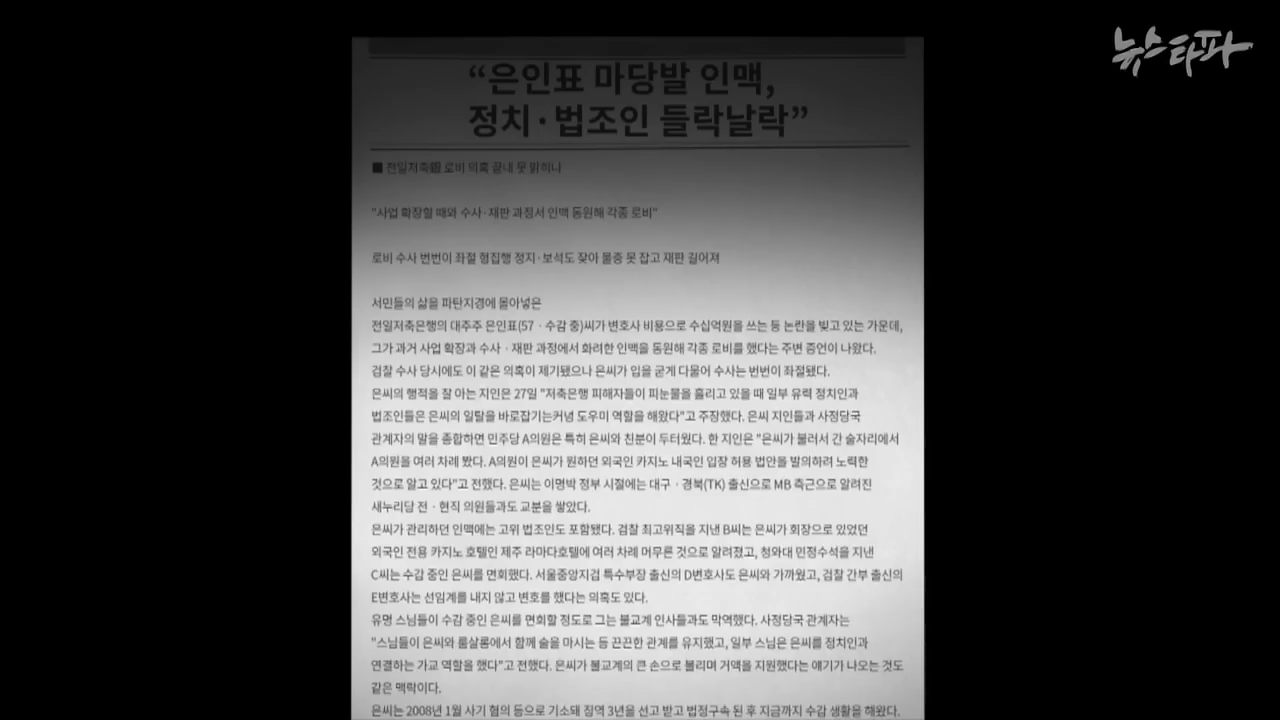 뉴스타파
“은인표 마당발 인맥,
정치·법조인 들락날락”
■ 전일저축銀 로비 의혹 끝내 못 밝히나
"사업 확장할 때와 수사·재판 과정서 인맥 동원해 각종 로비"
로비 수사 번번이 좌절 형집행 정지·보석도 잦아 물증 못 잡고 재판 길어져
서민들의 삶을 파탄지경에 몰아넣은
전일저축은행의 대주주 은인표(57ㆍ수감 중)씨가 변호사 비용으로 수십억원을 쓰는 등 논란을 빚고 있는 가운데,
그가 과거 사업 확장과 수사ㆍ재판 과정에서 화려한 인맥을 동원해 각종 로비를 했다는 주변 증언이 나왔다.
검찰 수사 당시에도 이 같은 의혹이 제기됐으나 은씨가 입을 굳게 다물어 수사는 번번이 좌절됐다.
은씨의 행적을 잘 아는 지인은 27일 "저축은행 피해자들이 피눈물을 흘리고 있을 때 일부 유력 정치인과
법조인들은 은씨의 일탈을 바로잡기는커녕 도우미 역할을 해왔다"고 주장했다. 은씨 지인들과 사정당국
관계자의 말을 종합하면 민주당 A의원은 특히 은씨와 친분이 두터웠다. 한 지인은 "은씨가 불러서 간 술자리에서
A의원을 여러 차례 봤다. A의원이 은씨가 원하던 외국인 카지노 내국인 입장 허용 법안을 발의하려 노력한
것으로 알고 있다"고 전했다. 은씨는 이명박 정부 시절에는 대구ㆍ경북(TK) 출신으로 MB 측근으로 알려진
새누리당 전ㆍ현직 의원들과도 교분을 쌓았다.
은씨가 관리하던 인맥에는 고위 법조인도 포함됐다. 검찰 최고위직을 지낸 B씨는 은씨가 회장으로 있었던
외국인 전용 카지노 호텔인 제주 라마다호텔에 여러 차례 머무른 것으로 알려졌고, 청와대 민정수석을 지낸
C씨는 수감 중인 은씨를 면회했다. 서울중앙지검 특수부장 출신의 D변호사도 은씨와 가까웠고, 검찰 간부 출신의
E변호사는 선임계를 내지 않고 변호를 했다는 의혹도 있다.
유명 스님들이 수감 중인 은씨를 면회할 정도로 그는 불교계 인사들과도 막역했다. 사정당국 관계자는
"스님들이 은씨와 룸살롱에서 함께 술을 마시는 등 끈끈한 관계를 유지했고, 일부 스님은 은씨를 정치인과
연결하는 가교 역할을 했다"고 전했다. 은씨가 불교계의 큰 손으로 불리며 거액을 지원했다는 얘기가 나오는 것도
같은 맥락이다.
은씨는 2008년 1월 사기 혐의 등으로 기소돼 징역 3년을 선고 받고 법정구속 된 후 지금까지 수감 생활을 해왔다.